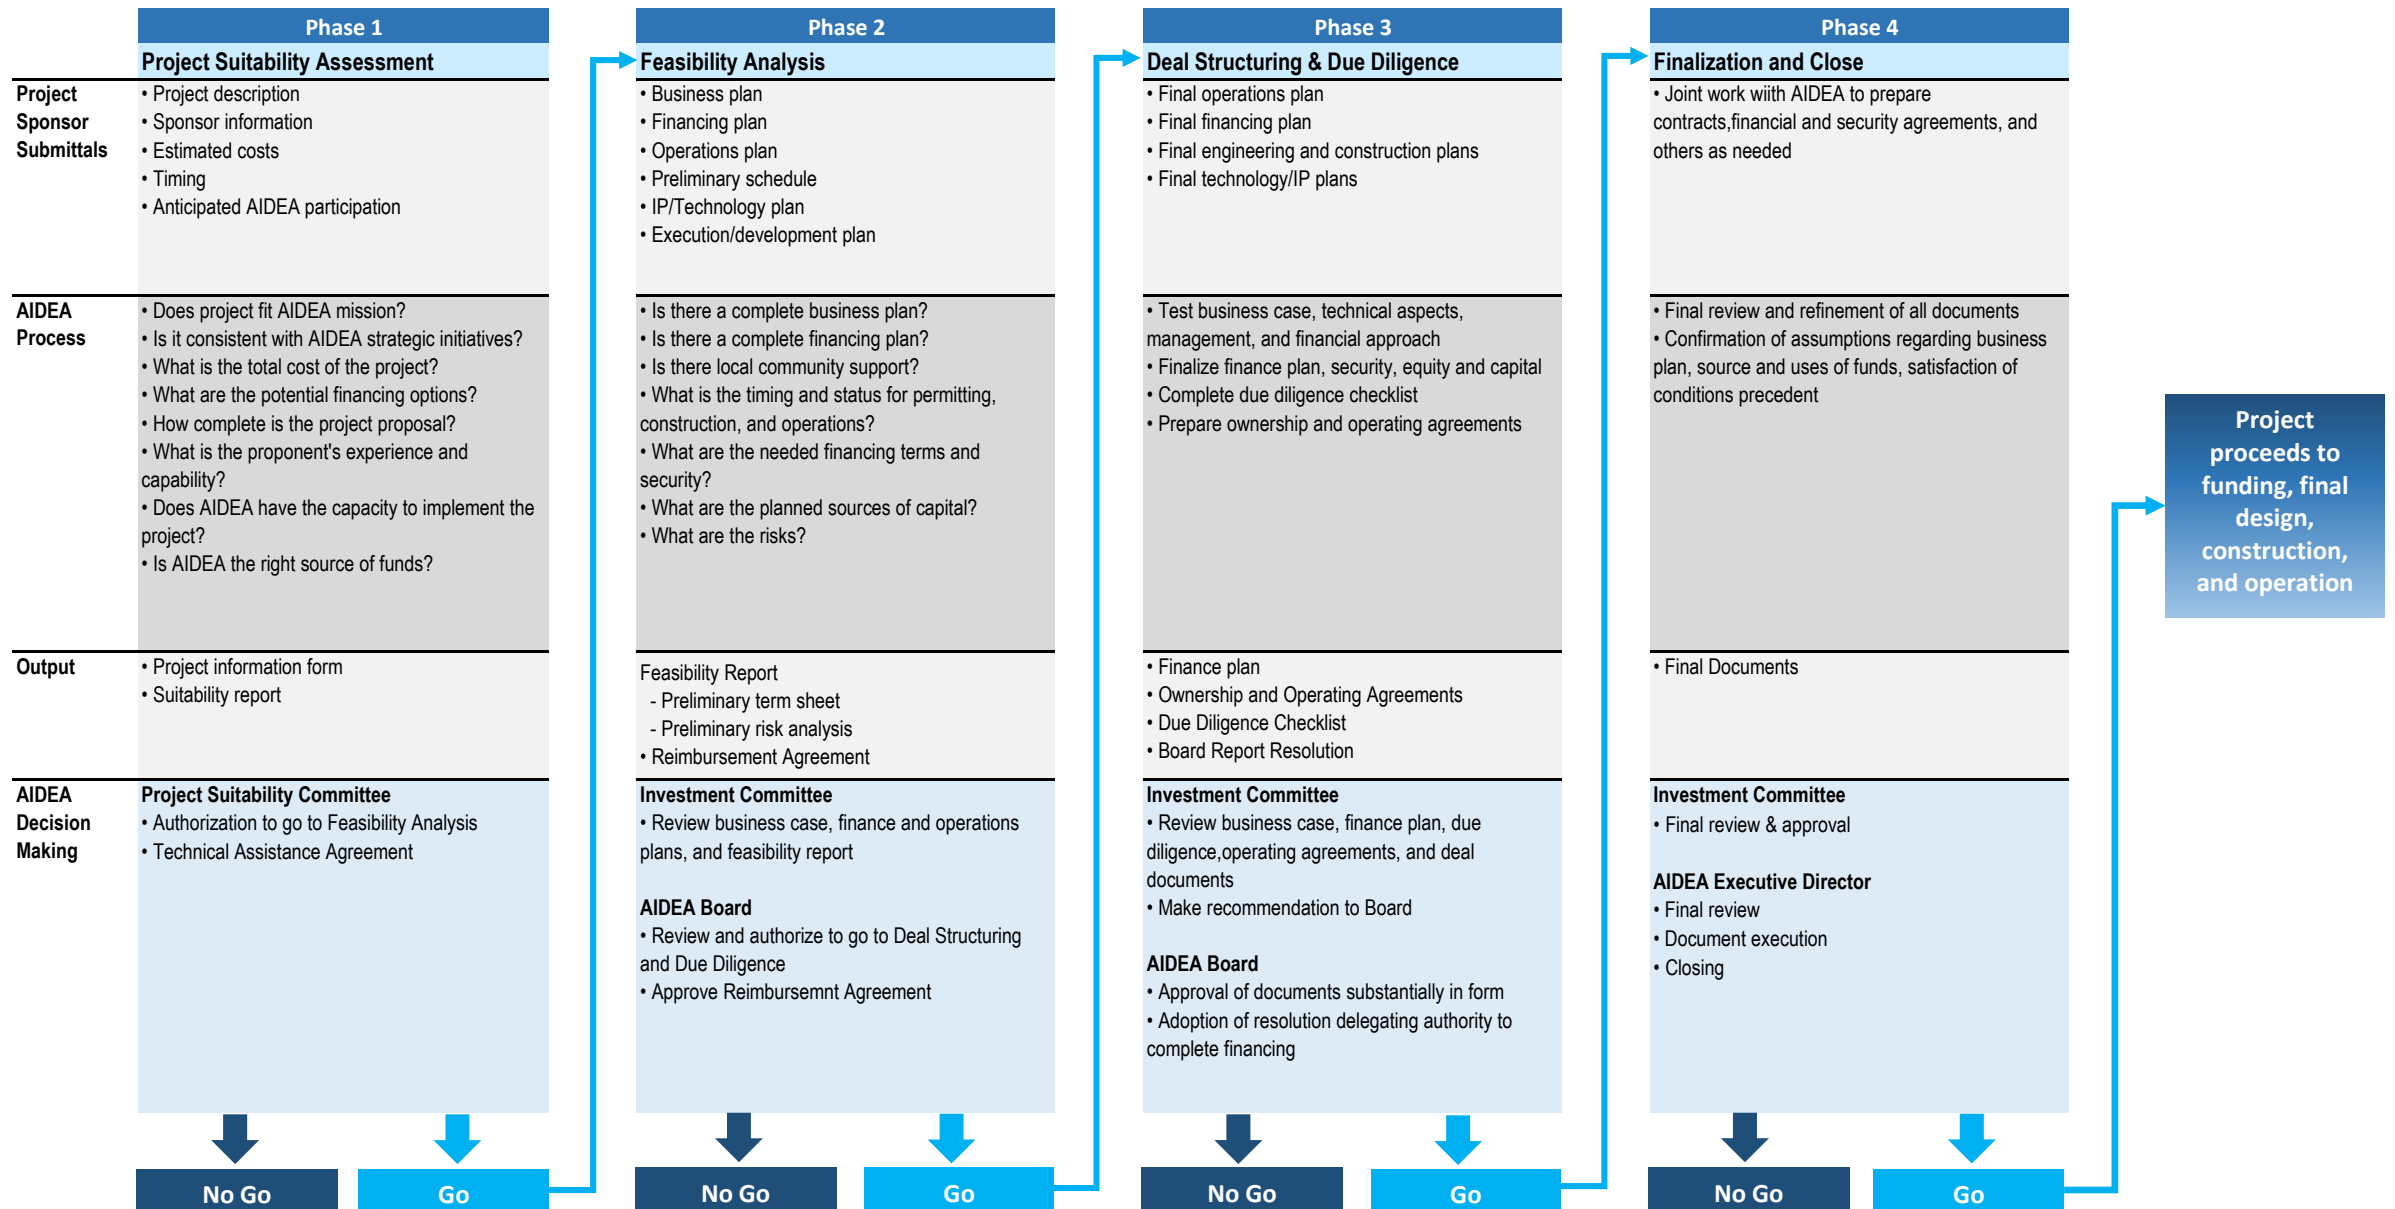 Phase 1
Project Suitability Assessment
Project
Sponsor
Submittals
• Project description
• Sponsor information
• Estimated costs
• Timing
• Anticipated AIDEA participation
AIDEA
Process
• Does project fit AIDEA mission?
• Is it consistent with AIDEA strategic initiatives?
• What is the total cost of the project?
• What are the potential financing options?
• How complete is the project proposal?
• What is the proponent's experience and
capability?
• Does AIDEA have the capacity to implement the
project?
• Is AIDEA the right source of funds?
Output
• Project information form
• Suitability report
AIDEA
Decision
Making
Project Suitability Committee
• Authorization to go to Feasibility Analysis
• Technical Assistance Agreement
No Go
Go
Phase 2
Feasibility Analysis
• Business plan
• Financing plan
• Operations plan
• Preliminary schedule
• IP/Technology plan
• Execution/development plan
• Is there a complete business plan?
• Is there a complete financing plan?
• Is there local community support?
• What is the timing and status for permitting,
construction, and operations?
• What are the needed financing terms and
security?
• What are the planned sources of capital?
• What are the risks?
Feasibility Report
- Preliminary term sheet
- Preliminary risk analysis
• Reimbursement Agreement
Investment Committee
• Review business case, finance and operations
plans, and feasibility report
AIDEA Board
• Review and authorize to go to Deal Structuring
and Due Diligence
• Approve Reimbursemnt Agreement
No Go
Go
Phase 3
Deal Structuring & Due Diligence
• Final operations plan
• Final financing plan
• Final engineering and construction plans
• Final technology/IP plans
• Test business case, technical aspects,
management, and financial approach
• Finalize finance plan, security, equity and capital
• Complete due diligence checklist
• Prepare ownership and operating agreements
• Finance plan
• Ownership and Operating Agreements
• Due Diligence Checklist
• Board Report Resolution
Investment Committee
• Review business case, finance plan, due
diligence,operating agreements, and deal
documents
• Make recommendation to Board
AIDEA Board
• Approval of documents substantially in form
• Adoption of resolution delegating authority to
complete financing
No Go
Go
Phase 4
Finalization and Close
• Joint work wiith AIDEA to prepare
contracts,financial and security agreements, and
others as needed
• Final review and refinement of all documents
• Confirmation of assumptions regarding business
plan, source and uses of funds, satisfaction of
conditions precedent
• Final Documents
Investment Committee
• Final review & approval
AIDEA Executive Director
• Final review
• Document execution
• Closing
No Go
Go
Project
proceeds to
funding, final
design,
construction,
and operation